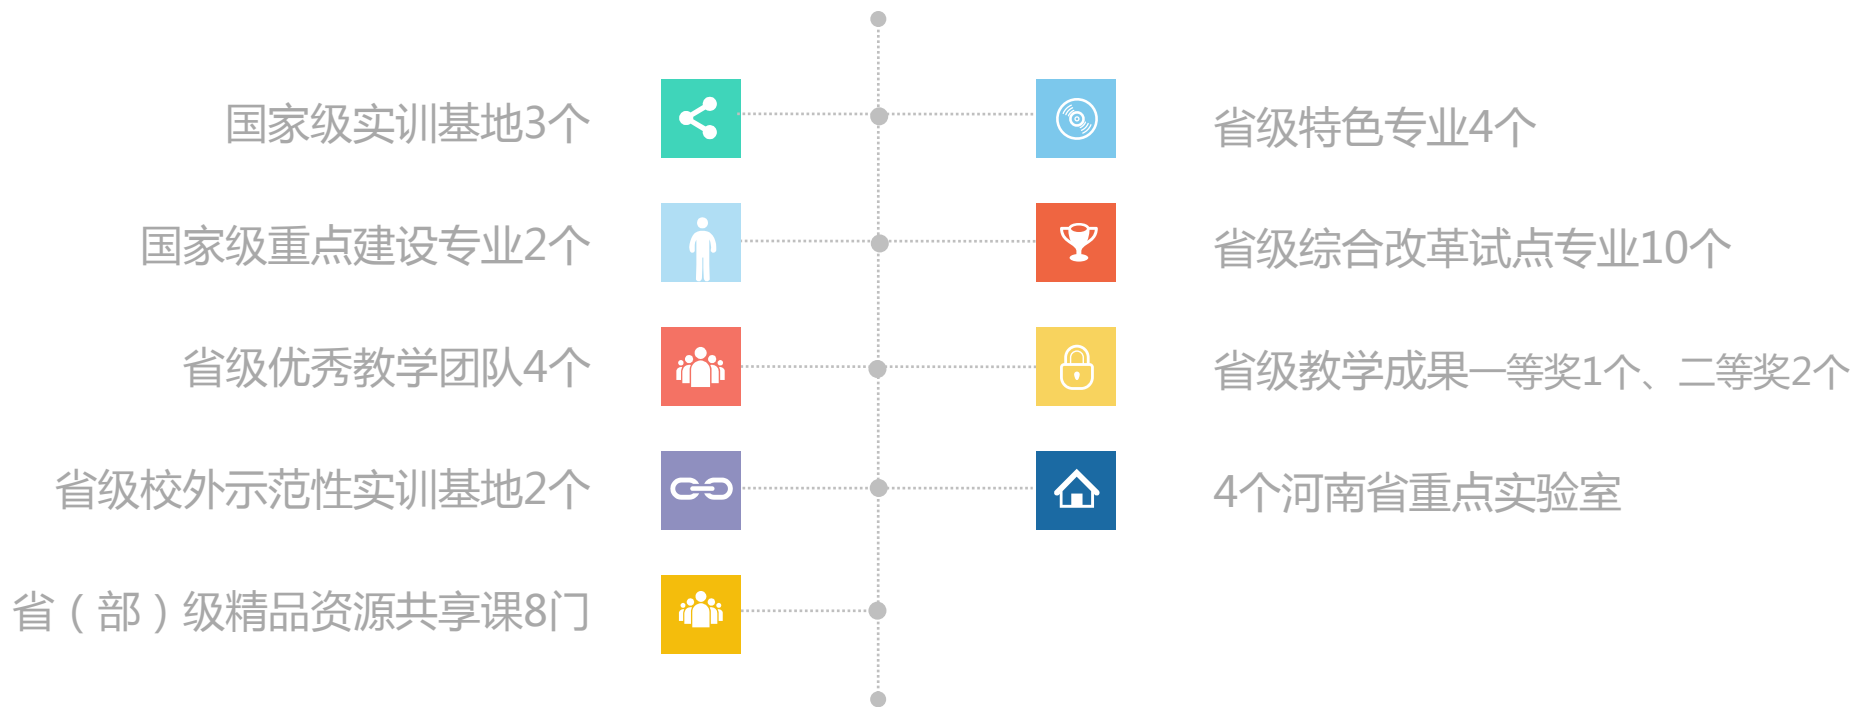 国家级实训基地3个
省级特色专业4个
国家级重点建设专业2个
省级综合改革试点专业10个
省级优秀教学团队4个
省级教学成果一等奖1个、二等奖2个
省级校外示范性实训基地2个
4个河南省重点实验室
省（部）级精品资源共享课8门